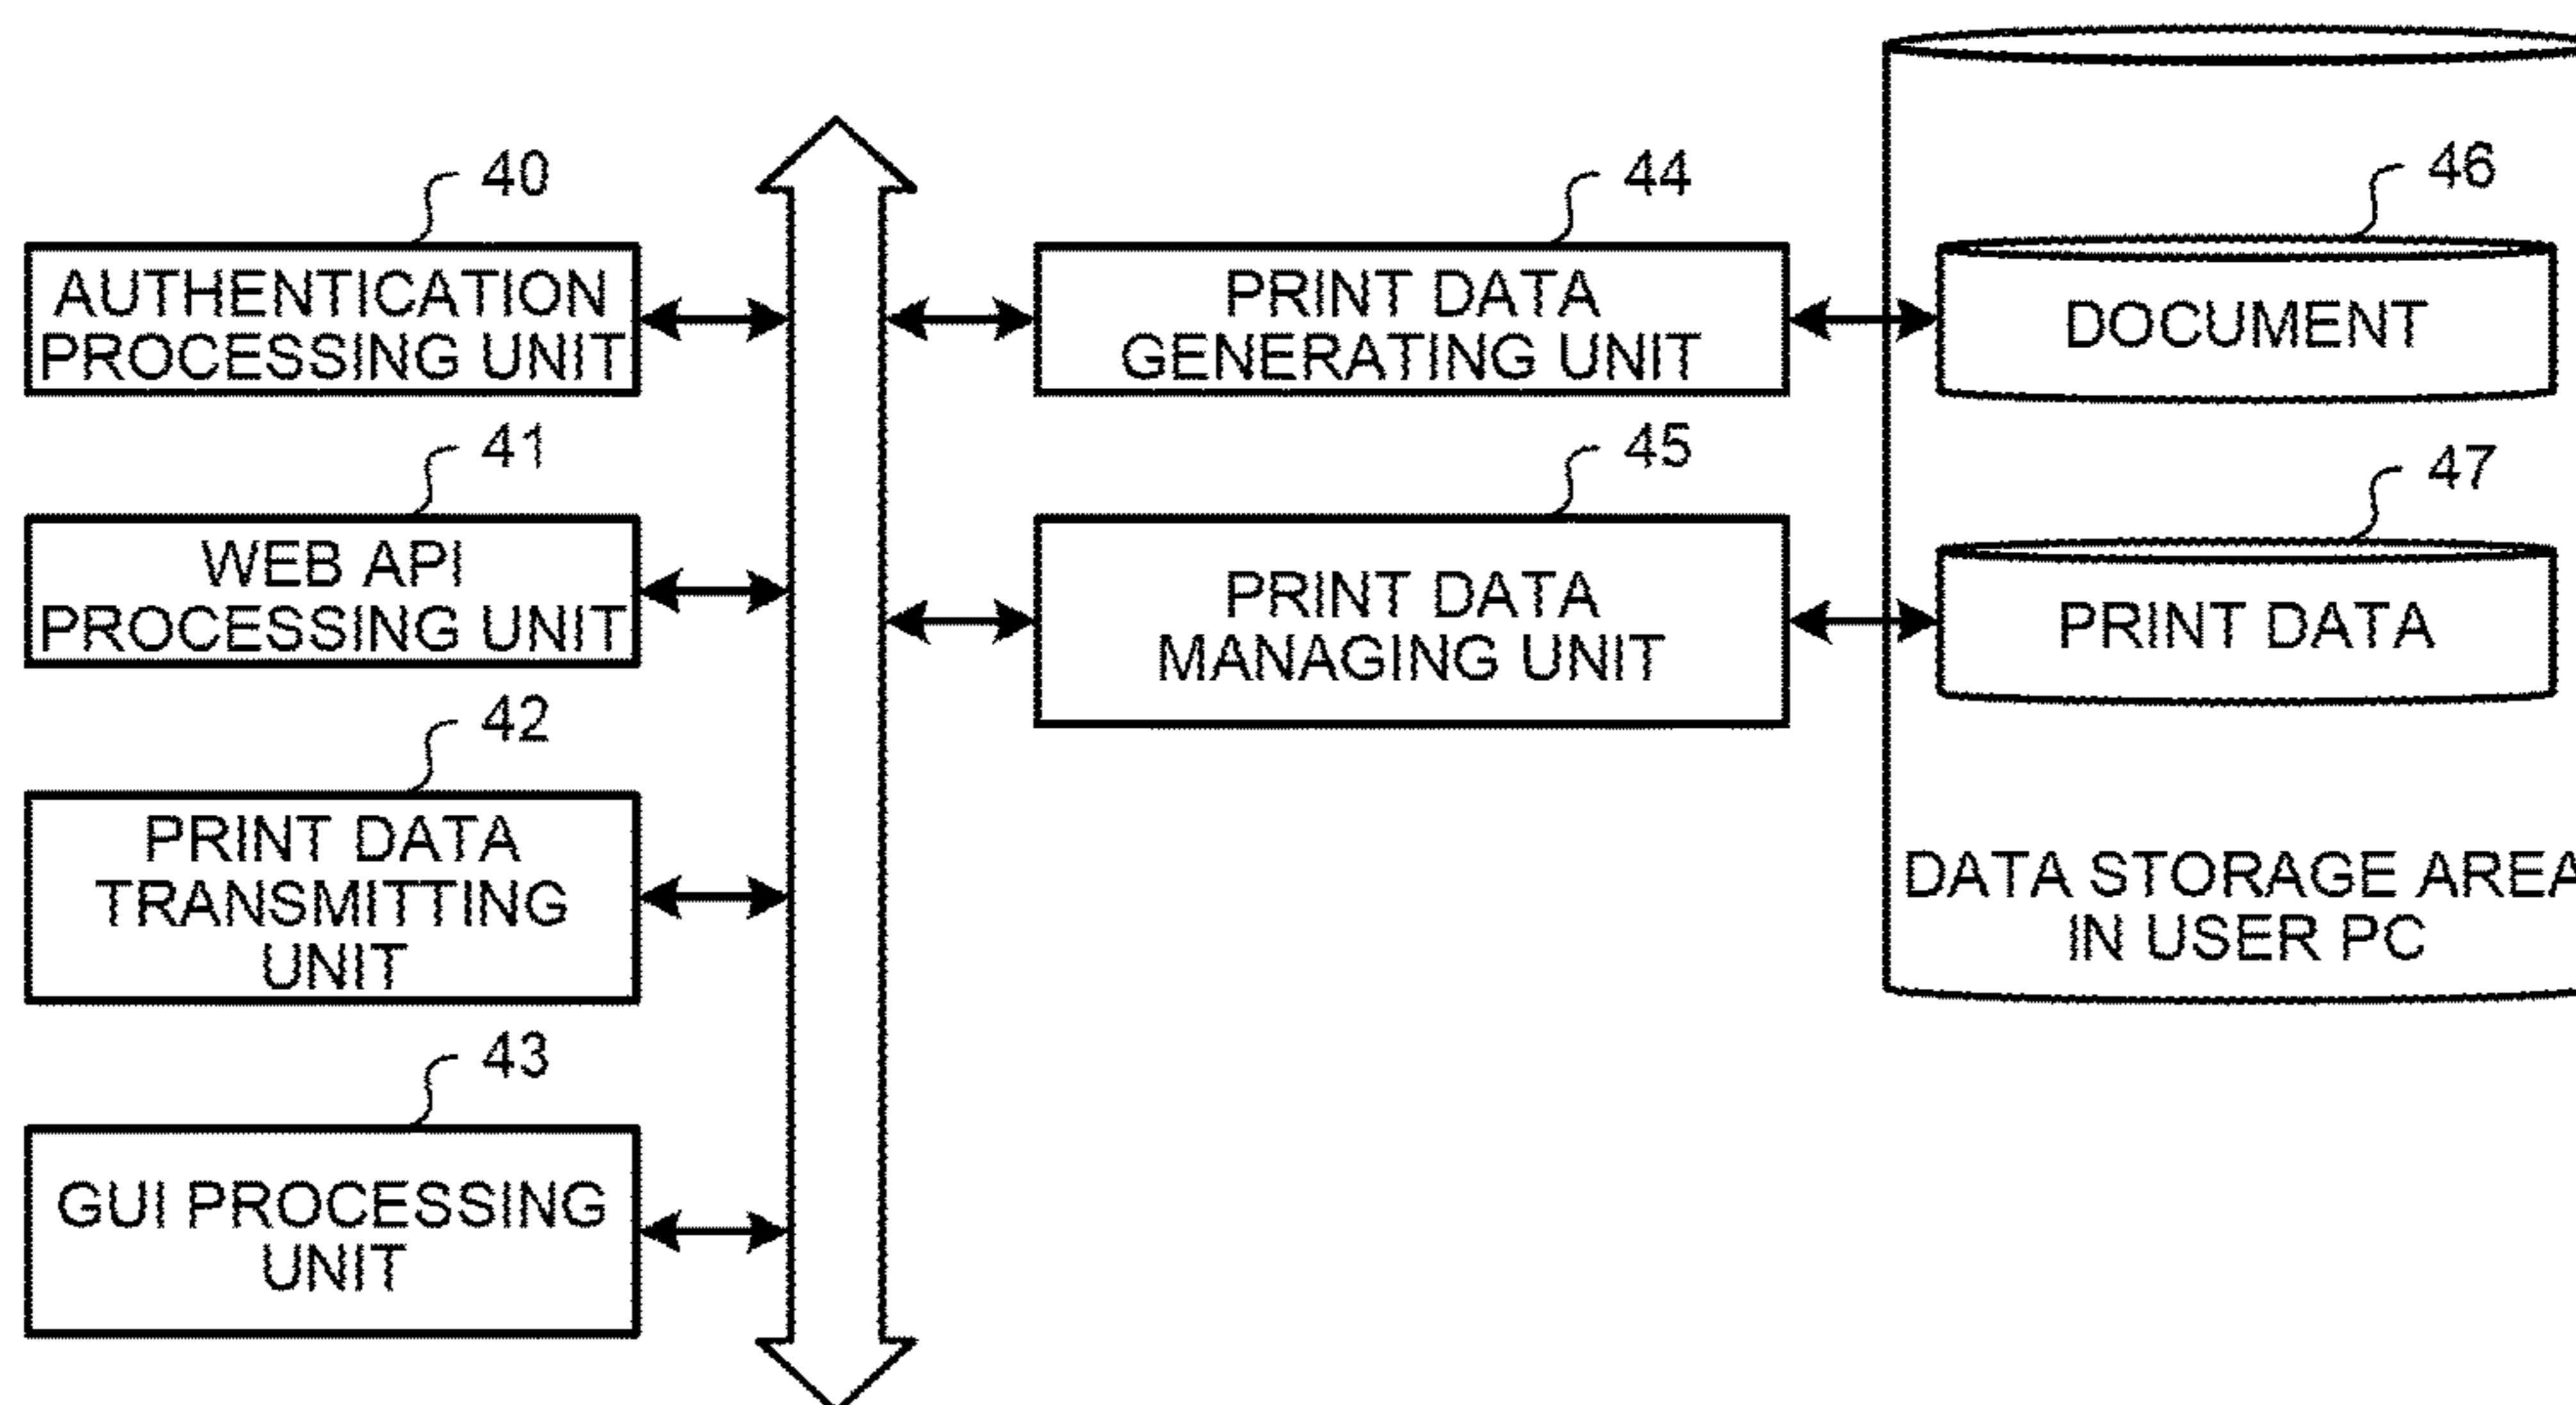 40
AUTHENTICATION
PROCESSING UNIT
41
WEB API
PROCESSING UNIT
42
PRINT DATA
TRANSMITTING
UNIT
43
GUI PROCESSING
UNIT
44
PRINT DATA
GENERATING UNIT
45
PRINT DATA
MANAGING UNIT
46
DOCUMENT
47
PRINT DATA
DATA STORAGE AREA
IN USER PC